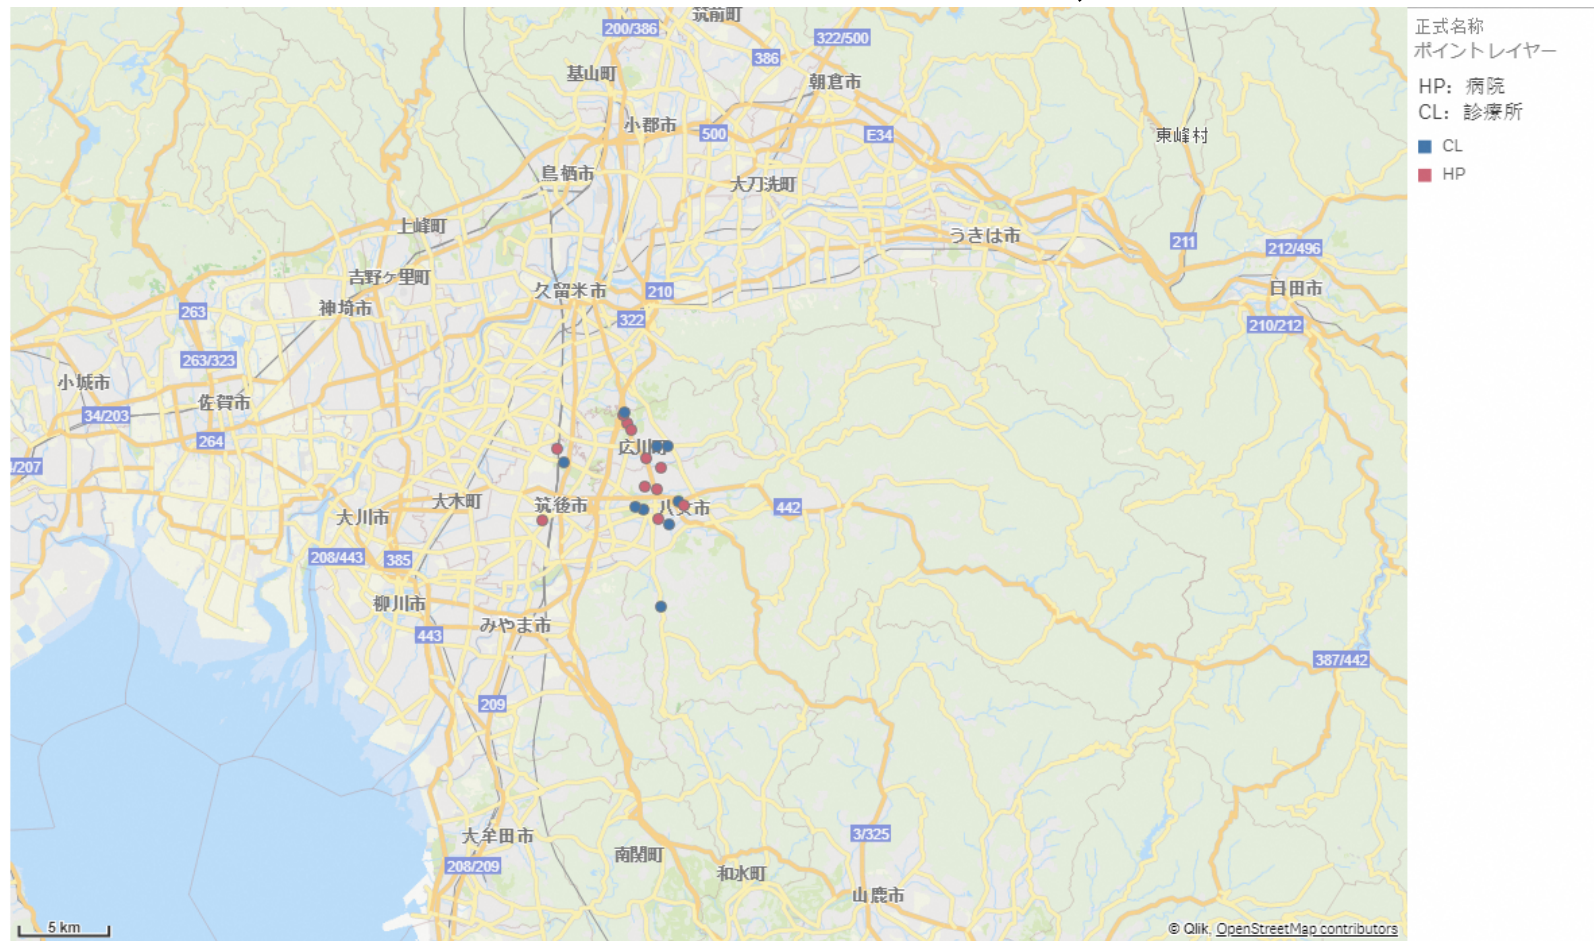 筑前町
200/386
322/500
386
基山町
朝倉市
小郡市
500
E34
東峰村
鳥栖市
大刀洗町
上峰町
うきは市
211
212/496
吉野ヶ里町
久留米市
210
日田市
神埼市
263
322
210/212
263/323
小城市
佐賀市
34/203
264
広川町
/207
大木町
筑後市
八女市
442
大川市
208/443
385
柳川市
みやま市
443
387/442
209
大牟田市
3/325
南関町
208/209
和水町
山鹿市
5 km
© Qlik, OpenStreetMap contributors
正式名称
ポイントレイヤー
HP: 病院
CL: 診療所
CL
HP